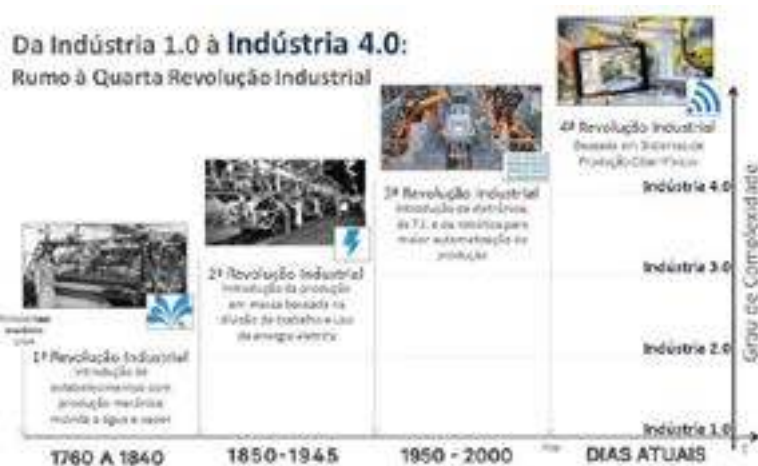 Da Indústria 1.0 à Indústria 4.0:
Rumo à Quarta Revolução Industrial
4ª Revolução Industrial
Baseada em Sistemas de
Produção Ciber-Físicos
Indústria 4.0
3ª Revolução Industrial
Introdução da eletrônica,
da T.I. e da robótica para
maior automatização da
produção
Indústria 3.0
2ª Revolução Industrial
Introdução da produção
em massa baseada na
divisão de trabalho e uso
da energia elétrica
Indústria 2.0
1ª Revolução Industrial
Introdução de
estabelecimentos com
produção mecânica
movida a água e vapor
Indústria 1.0
Grau de Complexidade
1760 A 1840
1850-1945
1950 - 2000
DIAS ATUAIS